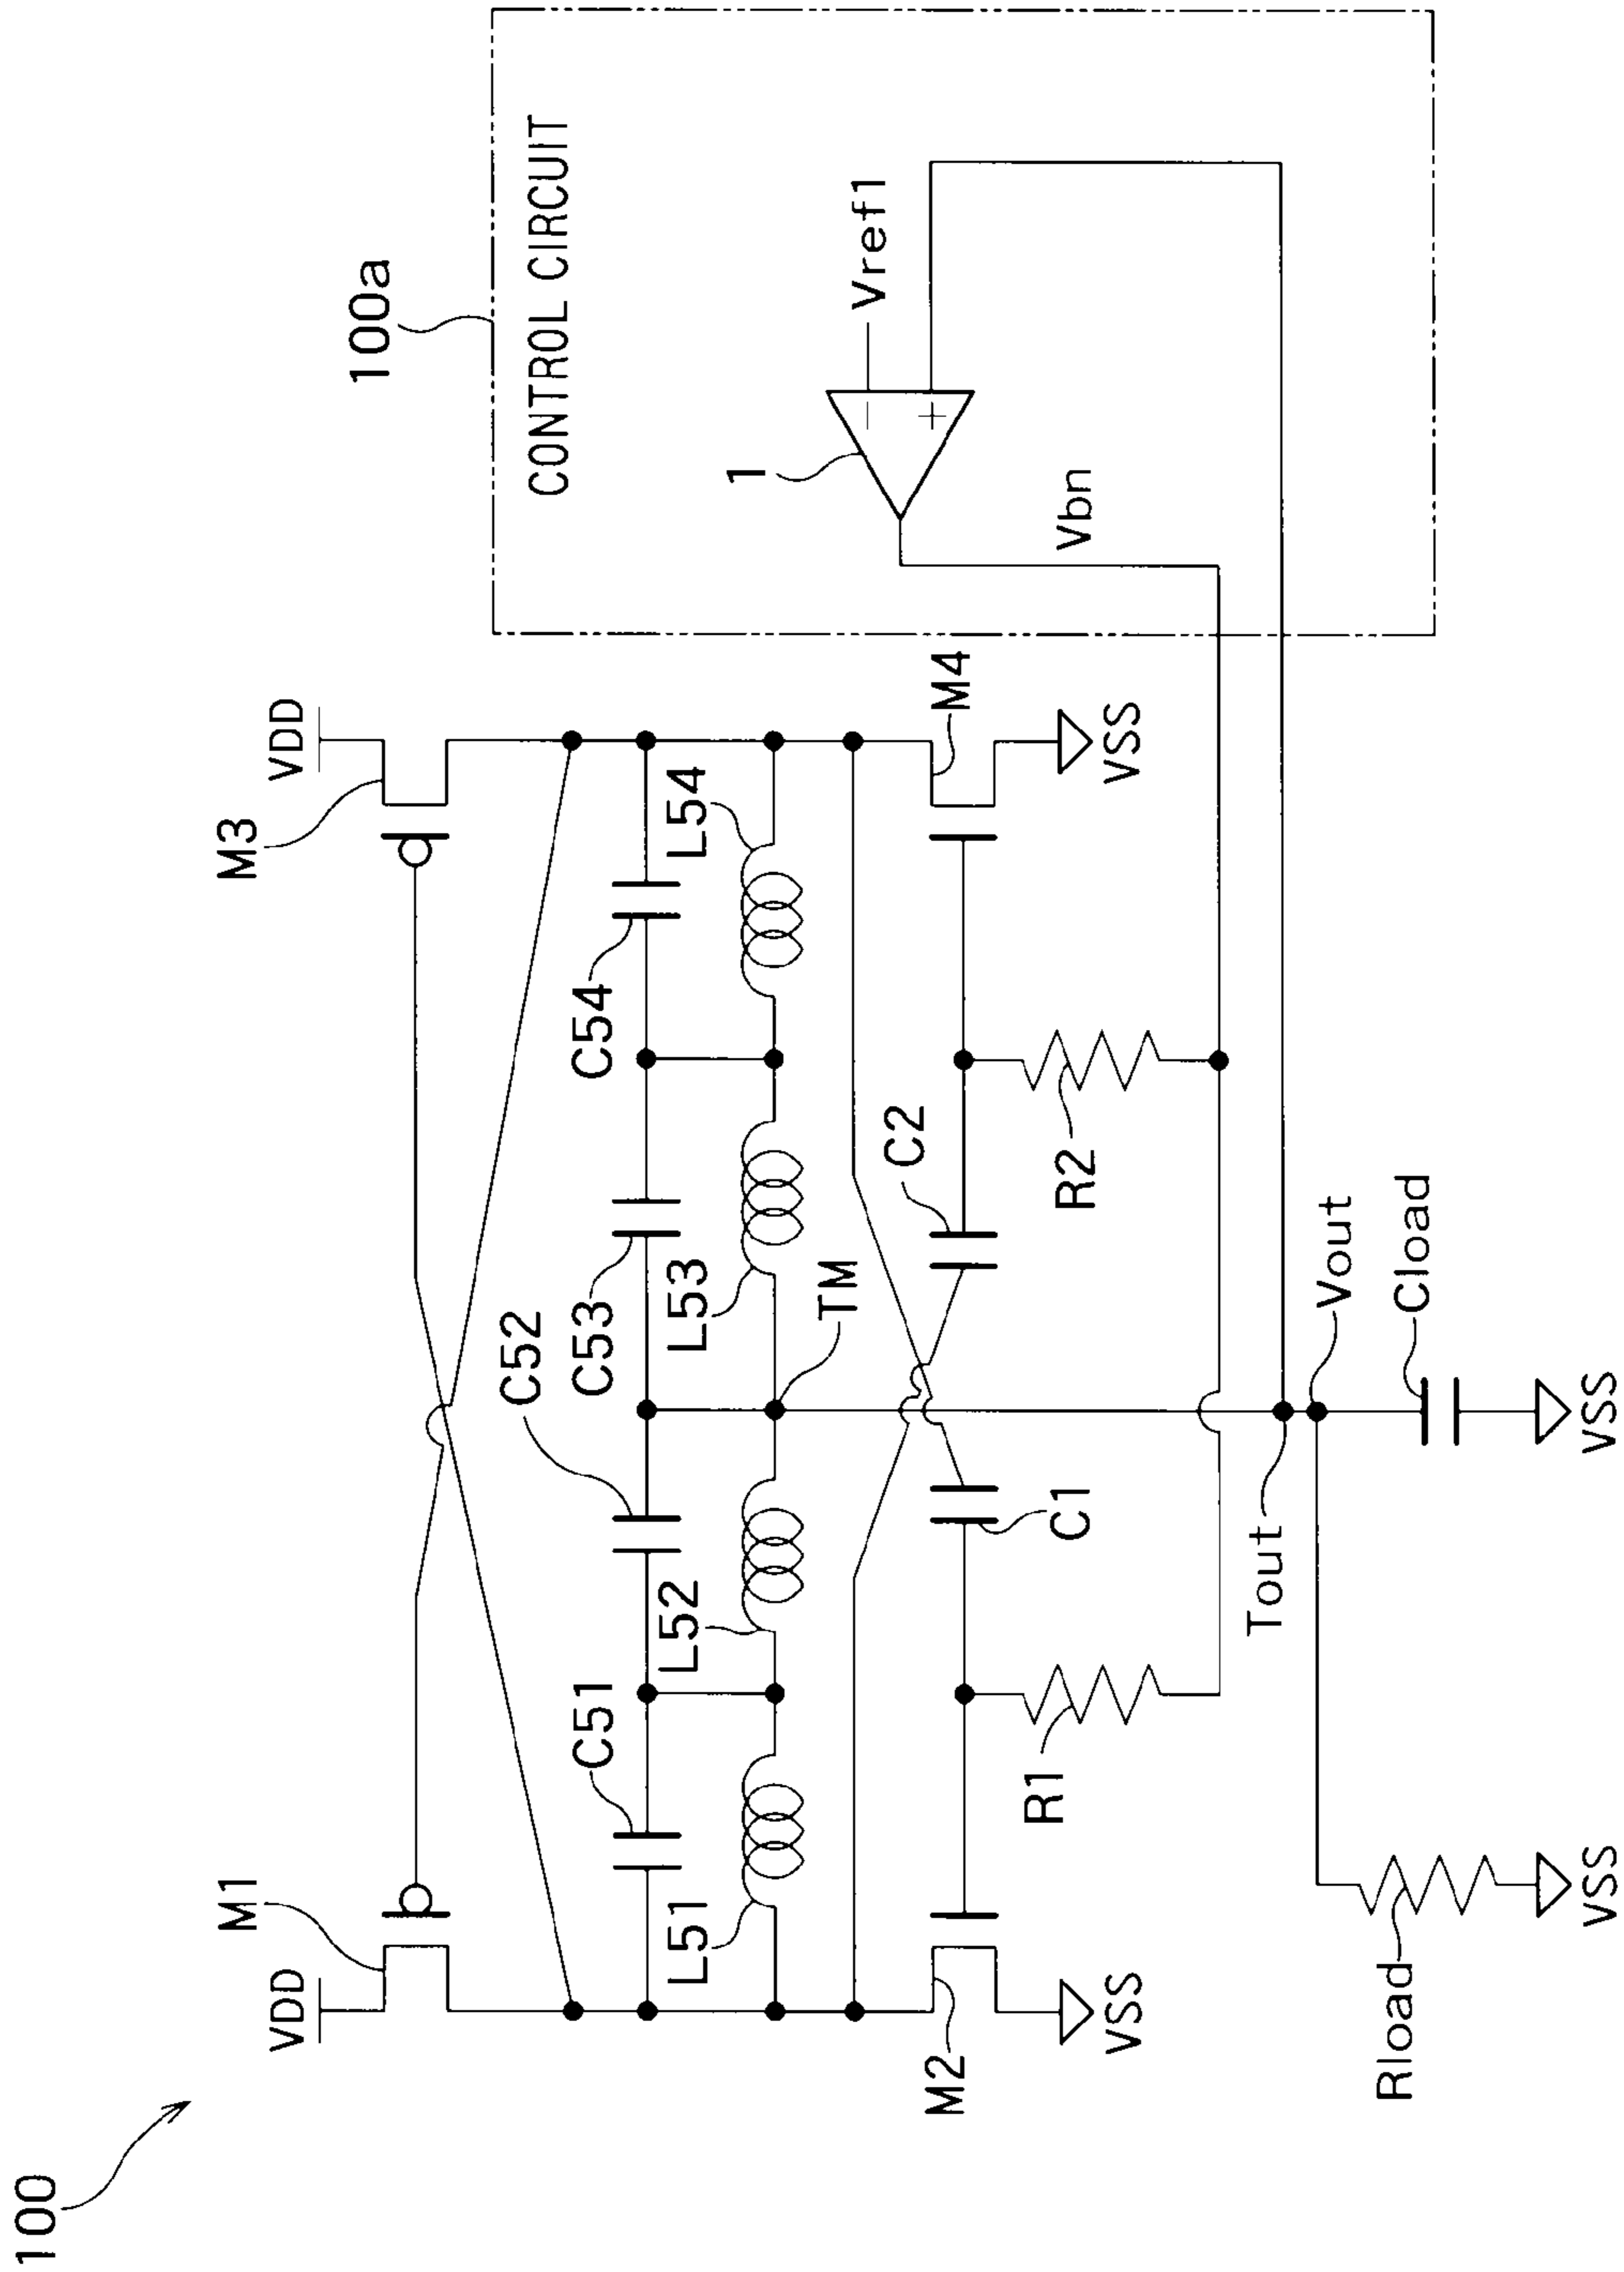 100
100a
CONTROL CIRCUIT
VDD
VDD
M1
M3
C51
C52
C53
C54
L51
L52
L53
L54
TM
M2
M4
C1
C2
R1
R2
VSS
VSS
1
−
+
Vref1
Vbn
Tout
Vout
Rload
Cload
VSS
VSS